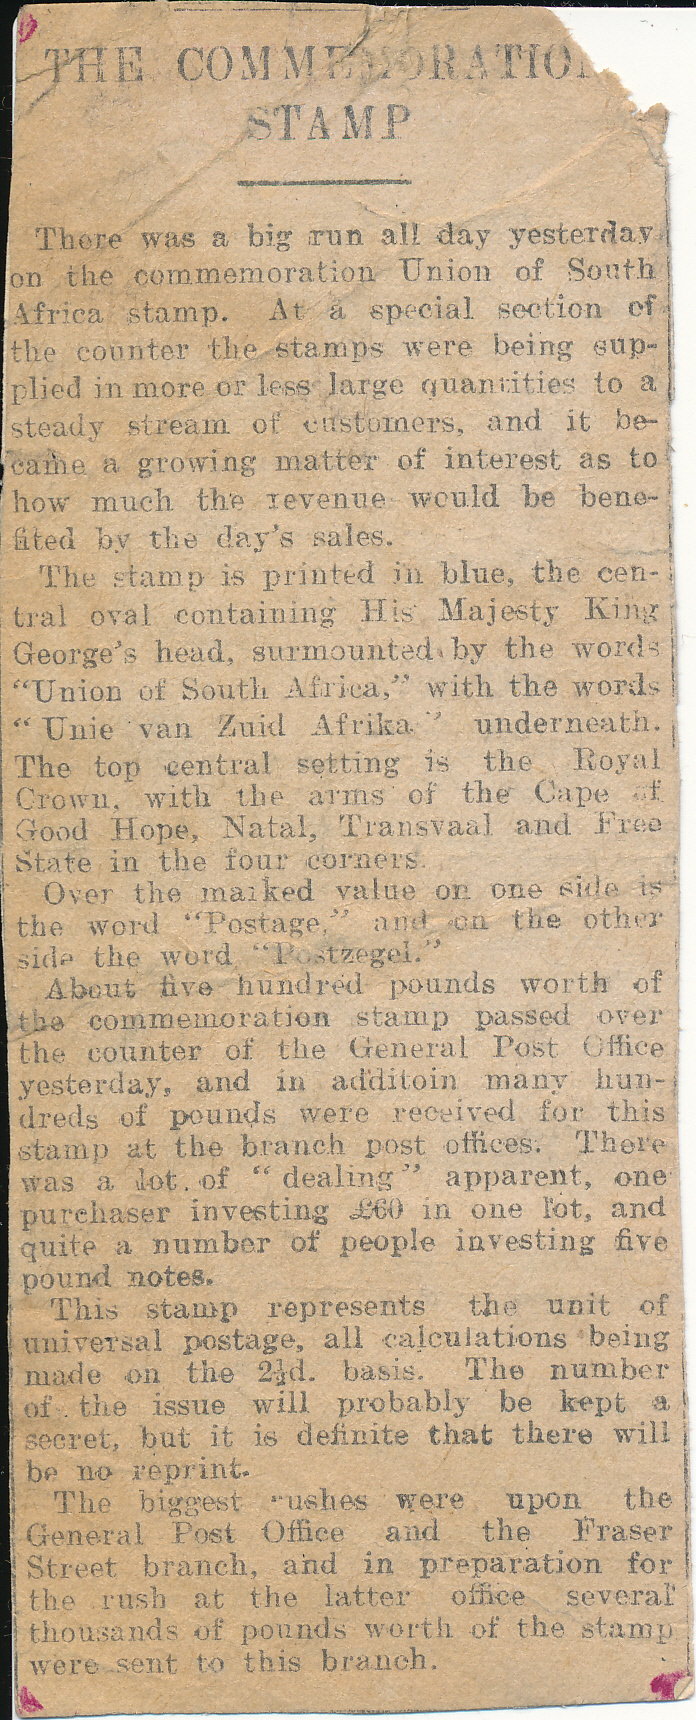 THE COMMEMORATION
STAMP
There was a big run all day yesterday
on the commemoration Union of South
Africa stamp. At a special section of
the counter the stamps were being sup-
plied in more or less large quantities to a
steady stream of customers, and it be-
came a growing matter of interest as to
how much the revenue would be bene-
fited by the day's sales.
The stamp is printed in blue, the cen-
tral oval containing His Majesty King
George's head, surmounted by the words
"Union of South Africa," with the words
"Unie van Zuid Afrika" underneath.
The top central setting is the Royal
Crown, with the arms of the Cape of
Good Hope, Natal, Transvaal and Free
State in the four corners.
Over the marked value on one side is
the word "Postage," and on the other
side the word "Postzegel."
About five hundred pounds worth of
the commemoration stamp passed over
the counter of the General Post Office
yesterday, and in additoin many hun-
dreds of pounds were received for this
stamp at the branch post offices. There
was a lot of "dealing" apparent, one
purchaser investing £60 in one lot, and
quite a number of people investing five
pound notes.
This stamp represents the unit of
universal postage, all calculations being
made on the 2½d. basis. The number
of the issue will probably be kept a
secret, but it is definite that there will
be no reprint.
The biggest rushes were upon the
General Post Office and the Fraser
Street branch, and in preparation for
the rush at the latter office several
thousands of pounds worth of the stamp
were sent to this branch.